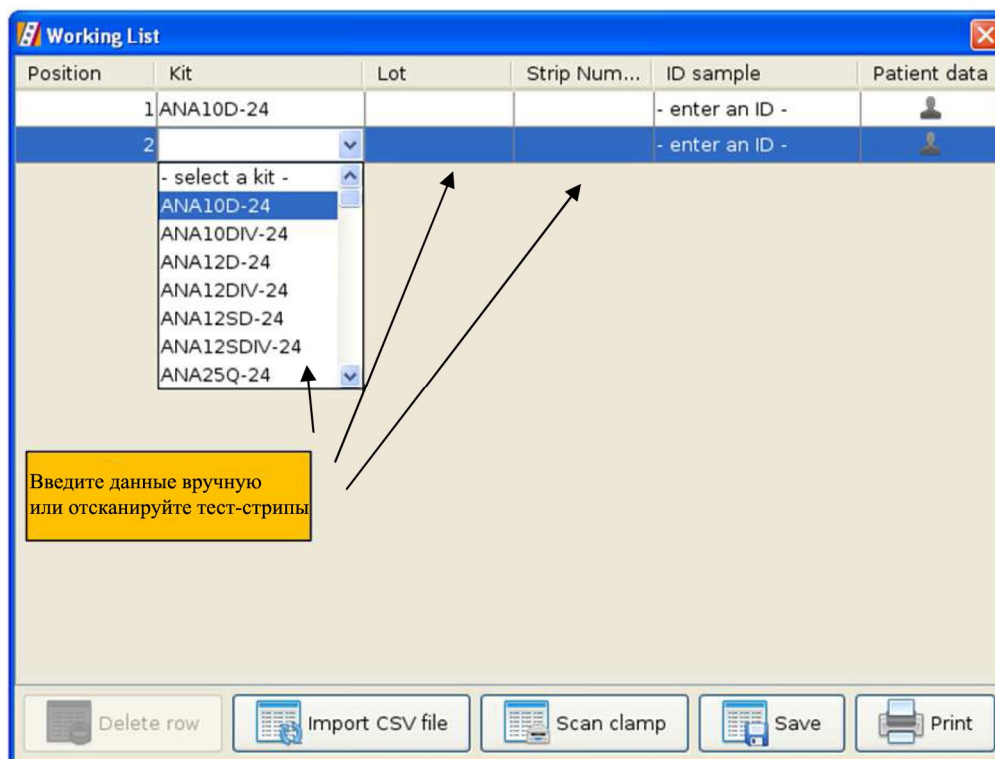 Working List
Position Kit Lot Strip Num... ID sample Patient data
1 ANA10D-24 - enter an ID -
2 - enter an ID -
- select a kit -
ANA10D-24
ANA10DIV-24
ANA12D-24
ANA12DIV-24
ANA12SD-24
ANA12SDIV-24
ANA25Q-24
Введите данные вручную
или отсканируйте тест-стрипы
Delete row Import CSV file Scan clamp Save Print